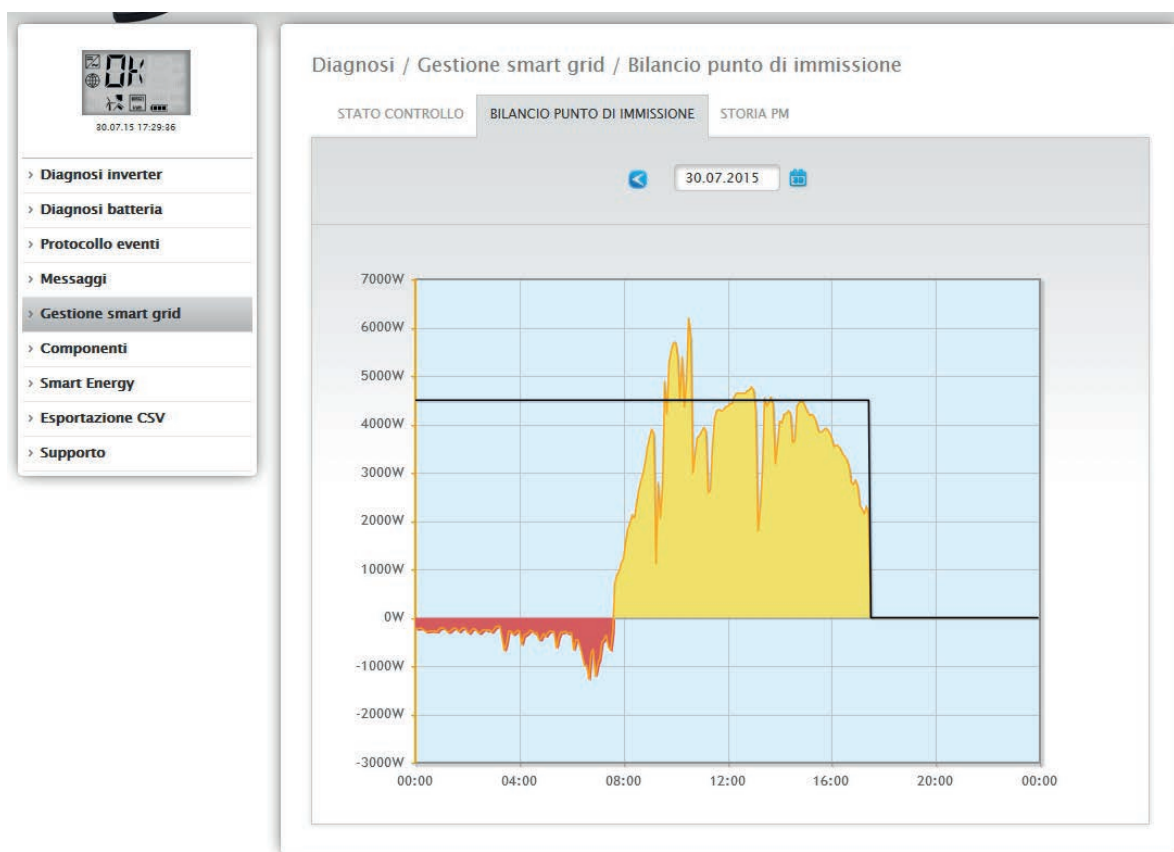 OK
30.07.15 17:29:36
› Diagnosi inverter
› Diagnosi batteria
› Protocollo eventi
› Messaggi
› Gestione smart grid
› Componenti
› Smart Energy
› Esportazione CSV
› Supporto
Diagnosi / Gestione smart grid / Bilancio punto di immissione
STATO CONTROLLO BILANCIO PUNTO DI IMMISSIONE STORIA PM
30.07.2015
7000W
6000W
5000W
4000W
3000W
2000W
1000W
0W
-1000W
-2000W
-3000W
00:00 04:00 08:00 12:00 16:00 20:00 00:00